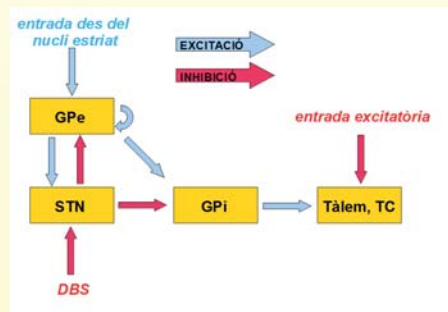 entrada des del
nucli estriat
EXCITACIÓ
INHIBICIÓ
entrada excitatòria
GPe
STN
GPi
Tàlem, TC
DBS